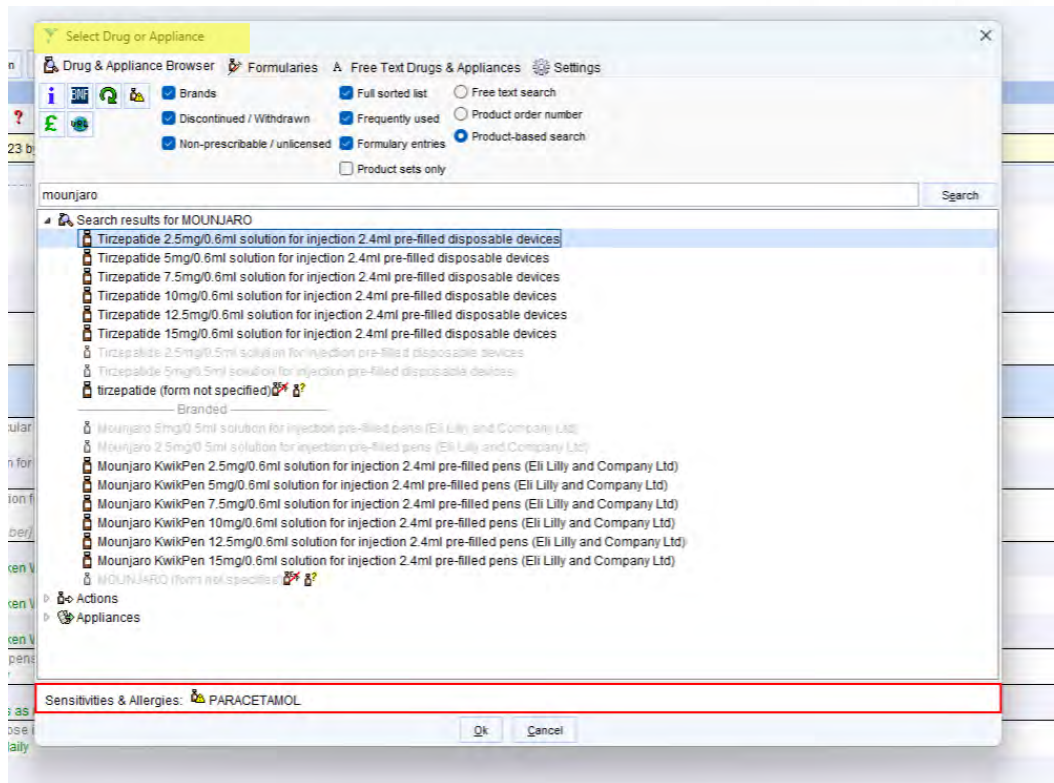 Select Drug or Appliance
Drug & Appliance Browser Formularies A Free Text Drugs & Appliances Settings
n
Brands Full sorted list Free text search
? Discontinued / Withdrawn Frequently used Product order number
£ Non-prescribable / unlicensed Formulary entries Product-based search
23 b
Product sets only
mounjaro Search
Search results for MOUNJARO
Tirzepatide 2.5mg/0.6ml solution for injection 2.4ml pre-filled disposable devices
Tirzepatide 5mg/0.6ml solution for injection 2.4ml pre-filled disposable devices
Tirzepatide 7.5mg/0.6ml solution for injection 2.4ml pre-filled disposable devices
Tirzepatide 10mg/0.6ml solution for injection 2.4ml pre-filled disposable devices
Tirzepatide 12.5mg/0.6ml solution for injection 2.4ml pre-filled disposable devices
Tirzepatide 15mg/0.6ml solution for injection 2.4ml pre-filled disposable devices
Tirzepatide 2.5mg/0.5ml solution for injection pre-filled disposable devices
Tirzepatide 5mg/0.5ml solution for injection pre-filled disposable devices
tirzepatide (form not specified)
Branded
Mounjaro 5mg/0.5ml solution for injection pre-filled pens (Eli Lilly and Company Ltd)
Mounjaro 2.5mg/0.5ml solution for injection pre-filled pens (Eli Lilly and Company Ltd)
Mounjaro KwikPen 2.5mg/0.6ml solution for injection 2.4ml pre-filled pens (Eli Lilly and Company Ltd)
Mounjaro KwikPen 5mg/0.6ml solution for injection 2.4ml pre-filled pens (Eli Lilly and Company Ltd)
Mounjaro KwikPen 7.5mg/0.6ml solution for injection 2.4ml pre-filled pens (Eli Lilly and Company Ltd)
Mounjaro KwikPen 10mg/0.6ml solution for injection 2.4ml pre-filled pens (Eli Lilly and Company Ltd)
Mounjaro KwikPen 12.5mg/0.6ml solution for injection 2.4ml pre-filled pens (Eli Lilly and Company Ltd)
Mounjaro KwikPen 15mg/0.6ml solution for injection 2.4ml pre-filled pens (Eli Lilly and Company Ltd)
MOUNJARO (form not specified)
Actions
Appliances
Sensitivities & Allergies: PARACETAMOL
Ok Cancel